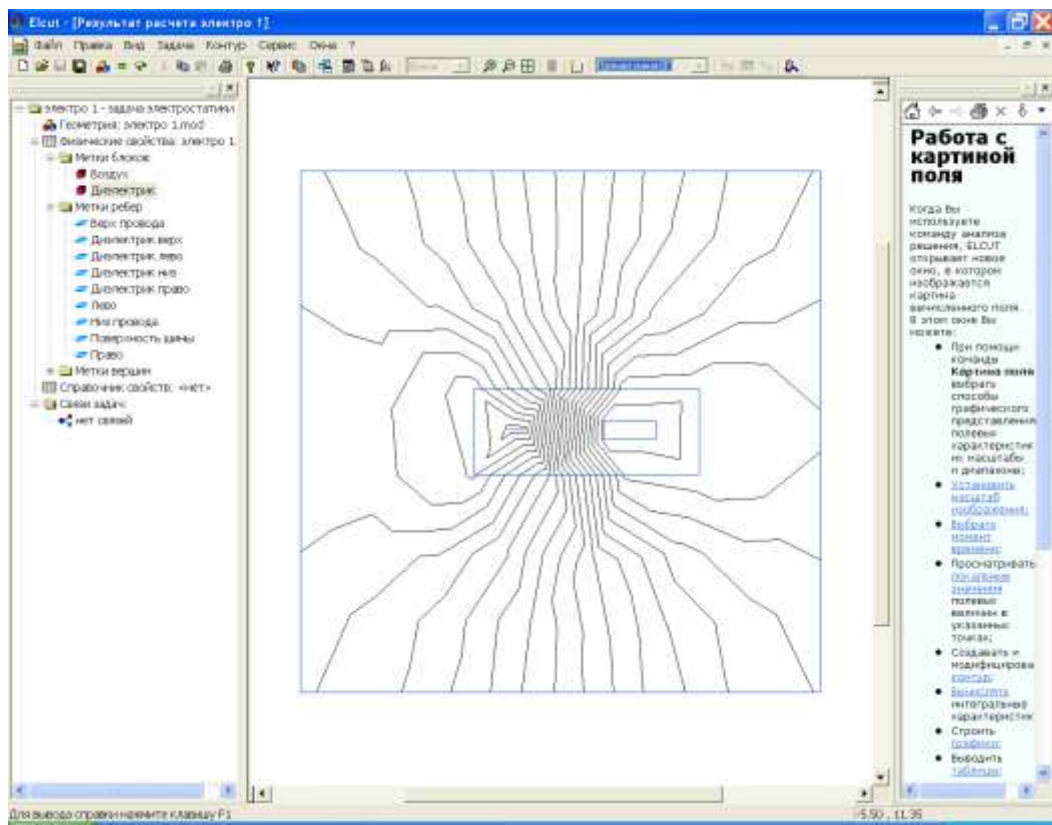 Elcut - [Результат расчета электро 1]
Файл Правка Вид Задача Контур Сервис Окна ?
электро 1 - задача электростатики
Геометрия: электро 1.mod
Физические свойства: электро 1
Метки блоков
Воздух
Диэлектрик
Метки ребер
Верх провода
Диэлектрик верх
Диэлектрик лево
Диэлектрик низ
Диэлектрик право
Лево
Низ провода
Поверхность шины
Право
Метки вершин
Справочник свойств: <нет>
Связи задач:
нет связей
Работа с
картиной
поля
Когда Вы
используете
команду анализа
решения, ELCUT
открывает новое
окно, в котором
изображается
картина
вычисленного поля.
В этом окне Вы
можете:
При помощи
команды
Картина поля
выбрать
способы
графического
представления
полевых
характеристик
их масштабы
и диапазоны;
Установить
масштаб
изображения;
Выбрать
момент
времени;
Просматривать
локальные
значения
полевых
величин в
указанных
точках;
Создавать и
модифицирова
контур;
Вычислять
интегральные
характеристик
Строить
графики;
Выводить
таблицы;
Для вывода справки нажмите клавишу F1
-5.50 , 11.35